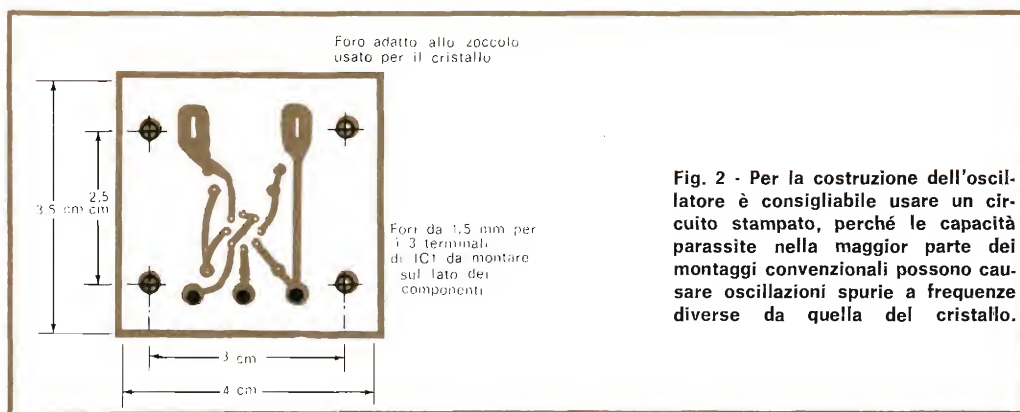 Foro adatto allo zoccolo
usato per il cristallo
3,5 cm
2,5
cm
Fori da 1,5 mm per
i 3 terminali
di IC1 da montare
sul lato dei
componenti
3 cm
4 cm
Fig. 2 - Per la costruzione dell'oscil-
latore è consigliabile usare un cir-
cuito stampato, perché le capacità
parassite nella maggior parte dei
montaggi convenzionali possono cau-
sare oscillazioni spurie a frequenze
diverse da quella del cristallo.